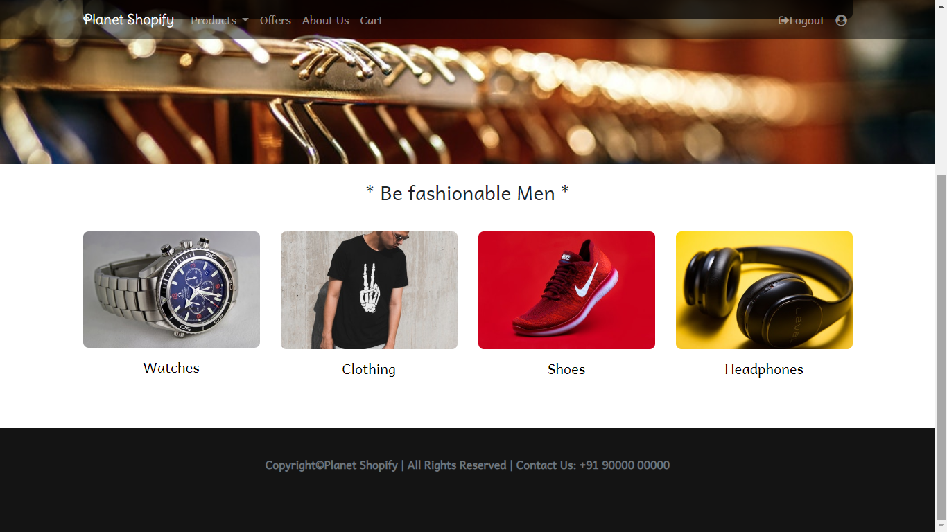 Planet Shopify Products Offers About Us Cart Logout
* Be fashionable Men *
Watches Clothing Shoes Headphones
Copyright©Planet Shopify | All Rights Reserved | Contact Us: +91 90000 00000